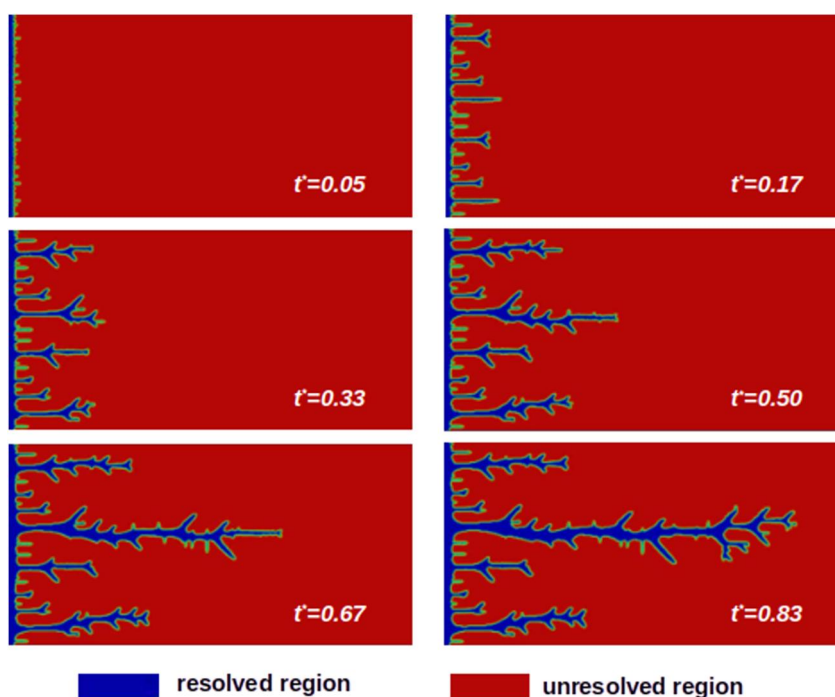 t*=0.05
t*=0.17
t*=0.33
t*=0.50
t*=0.67
t*=0.83
resolved region
unresolved region